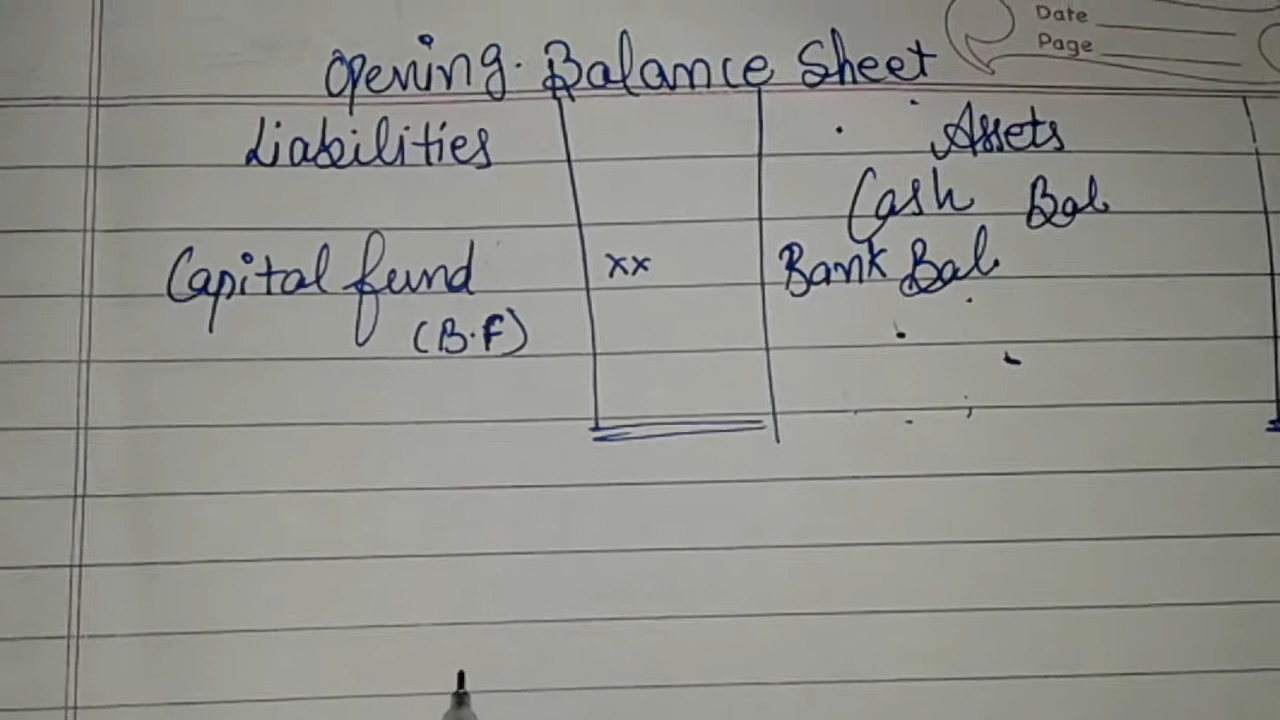 Date
Page
Opening. Balance Sheet
Liabilities Assets
Cash Bal
Capital fund xx Bank Bal
(B.F)